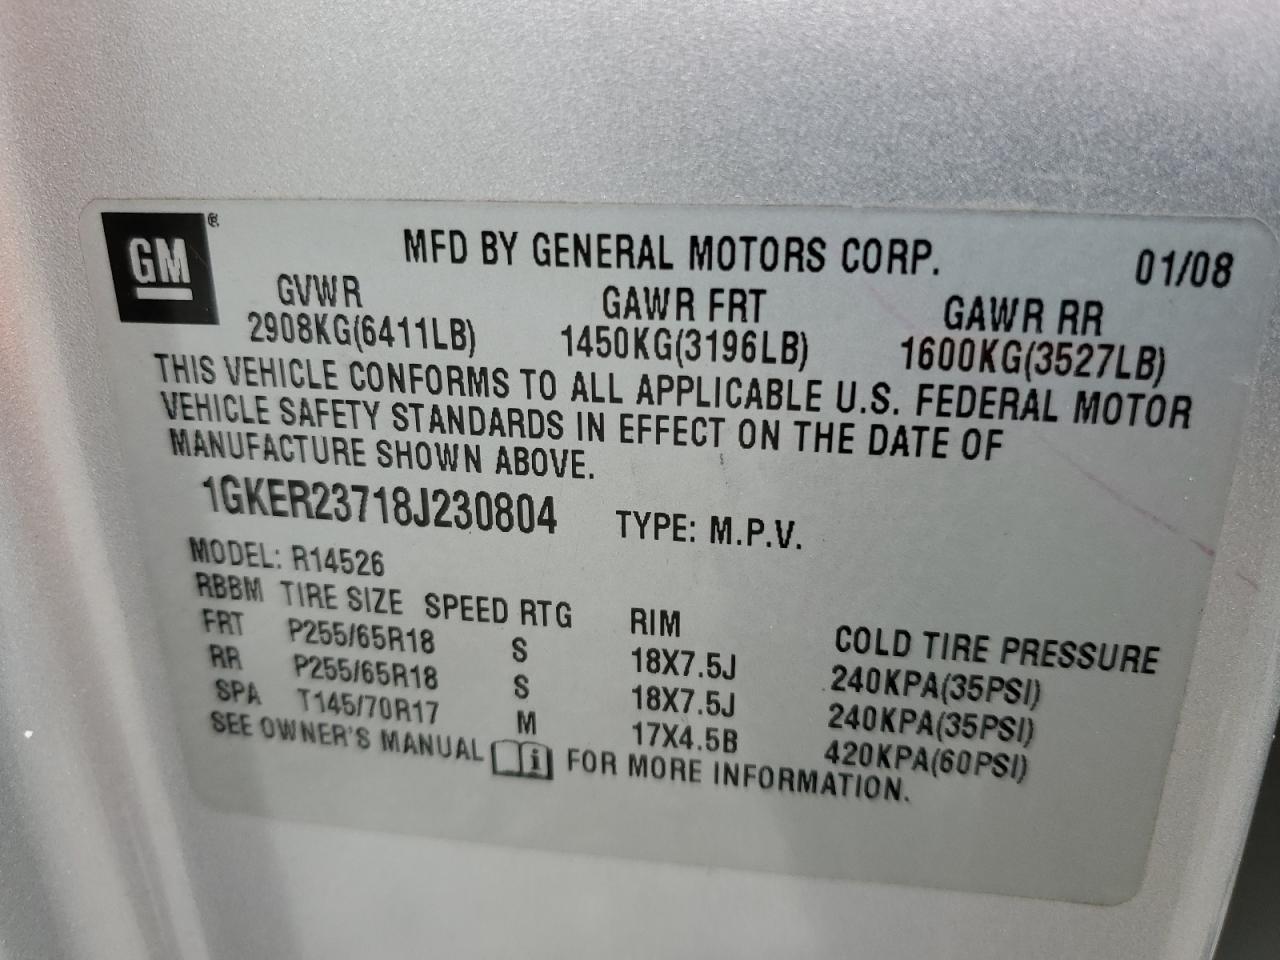 GM ®
MFD BY GENERAL MOTORS CORP. 01/08
GVWR GAWR FRT GAWR RR
2908KG(6411LB) 1450KG(3196LB) 1600KG(3527LB)
THIS VEHICLE CONFORMS TO ALL APPLICABLE U.S. FEDERAL MOTOR
VEHICLE SAFETY STANDARDS IN EFFECT ON THE DATE OF
MANUFACTURE SHOWN ABOVE.
1GKER23718J230804 TYPE: M.P.V.
MODEL: R14526
RBBM TIRE SIZE SPEED RTG RIM COLD TIRE PRESSURE
FRT P255/65R18 S 18X7.5J 240KPA(35PSI)
RR P255/65R18 S 18X7.5J 240KPA(35PSI)
SPA T145/70R17 M 17X4.5B 420KPA(60PSI)
SEE OWNER'S MANUAL i FOR MORE INFORMATION.